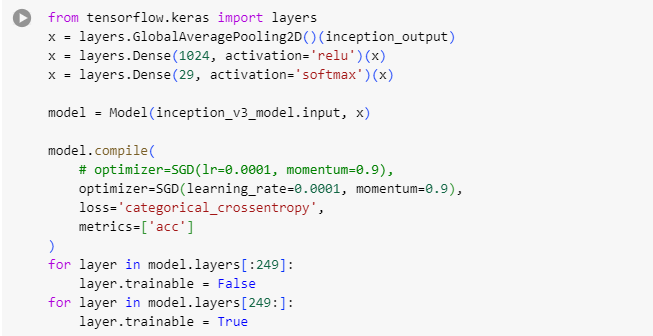 from tensorflow.keras import layers
x = layers.GlobalAveragePooling2D()(inception_output)
x = layers.Dense(1024, activation='relu')(x)
x = layers.Dense(29, activation='softmax')(x)

model = Model(inception_v3_model.input, x)

model.compile(
    # optimizer=SGD(lr=0.0001, momentum=0.9),
    optimizer=SGD(learning_rate=0.0001, momentum=0.9),
    loss='categorical_crossentropy',
    metrics=['acc']
)
for layer in model.layers[:249]:
    layer.trainable = False
for layer in model.layers[249:]:
    layer.trainable = True